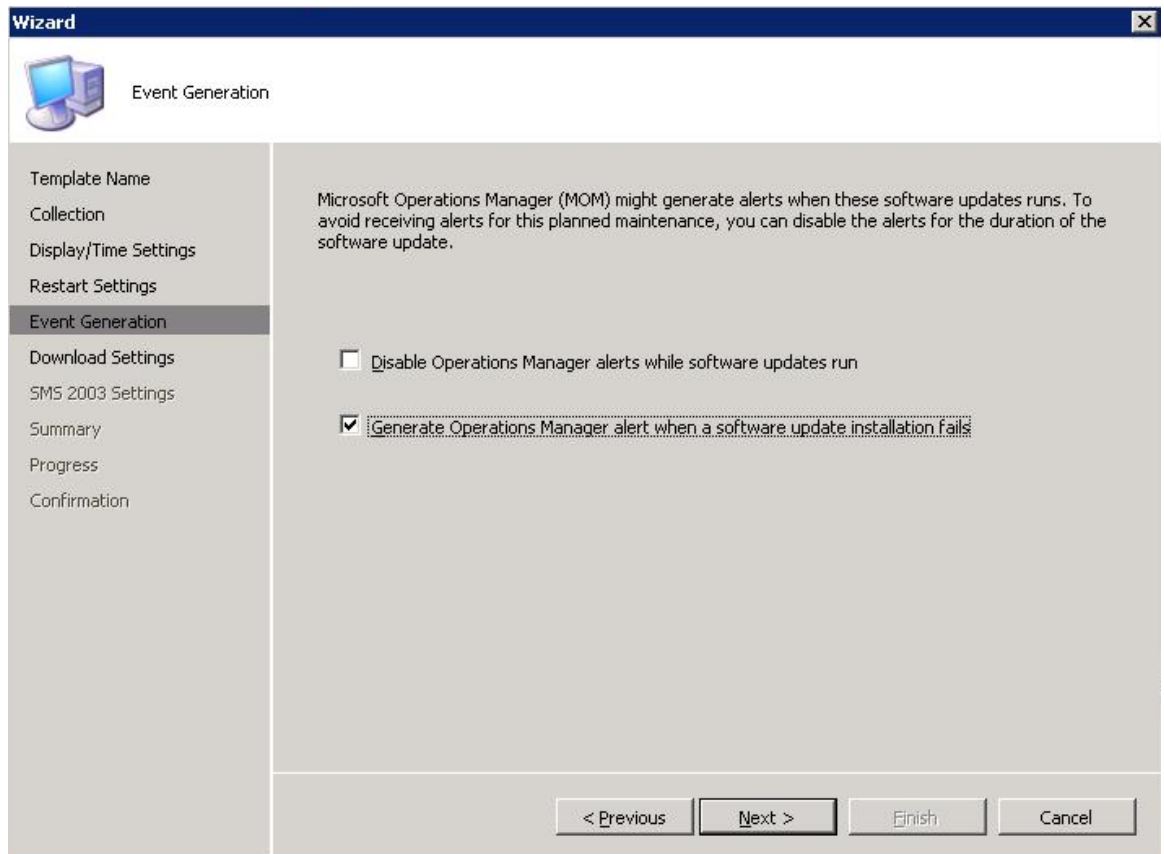 Wizard
Event Generation
Template Name
Collection
Display/Time Settings
Restart Settings
Event Generation
Download Settings
SMS 2003 Settings
Summary
Progress
Confirmation
Microsoft Operations Manager (MOM) might generate alerts when these software updates runs. To
avoid receiving alerts for this planned maintenance, you can disable the alerts for the duration of the
software update.
Disable Operations Manager alerts while software updates run
Generate Operations Manager alert when a software update installation fails
< Previous
Next >
Finish
Cancel